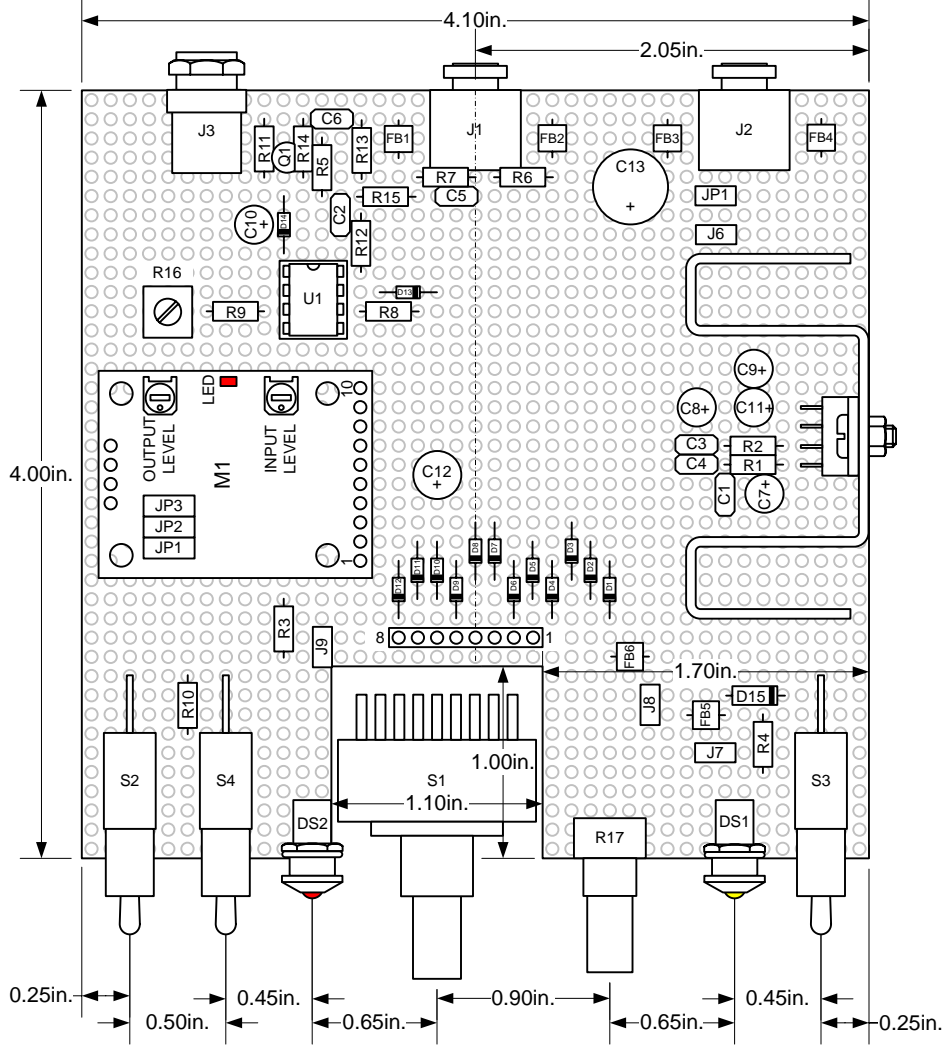 4.10in.
2.05in.
J3
J1
J2
C6
FB1
FB2
FB3
FB4
R11
Q1
R14
R5
R13
R7
R6
C13
+
C5
R15
JP1
C2
C10
+
D14
R12
J6
R16
U1
D13
R9
R8
LED
10
OUTPUT
LEVEL
INPUT
LEVEL
M1
C9+
C8+
C11+
C3
R2
C4
R1
C1
C7+
C12
+
4.00in.
JP3
JP2
JP1
1
D8
D7
D3
D11
D10
D5
D2
D12
D9
D6
D4
D1
R3
J9
8
1
FB6
1.70in.
R10
J8
D15
FB5
R4
J7
1.00in.
S2
S4
S1
S3
1.10in.
DS2
DS1
R17
0.25in.
0.45in.
0.90in.
0.45in.
0.50in.
0.65in.
0.65in.
0.25in.